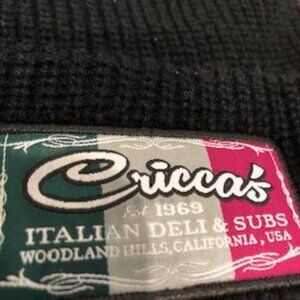 Cricca's
Est 1969
ITALIAN DELI & SUBS
WOODLAND HILLS, CALIFORNIA, USA